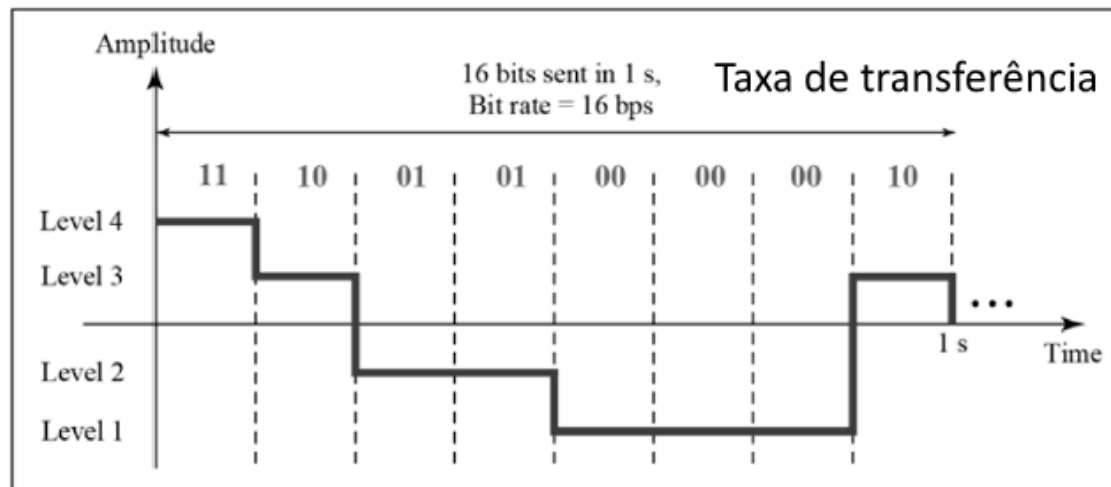 Amplitude
16 bits sent in 1 s,
Bit rate = 16 bps
Taxa de transferência
11 10 01 01 00 00 00 10
Level 4
Level 3
...
1 s
Time
Level 2
Level 1